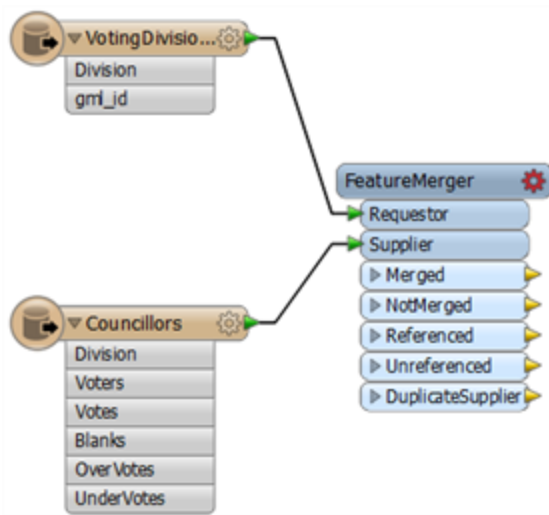 VotingDivisio...
Division
gml_id
FeatureMerger
Requestor
Supplier
Merged
NotMerged
Referenced
Unreferenced
DuplicateSupplier
Councillors
Division
Voters
Votes
Blanks
OverVotes
UnderVotes